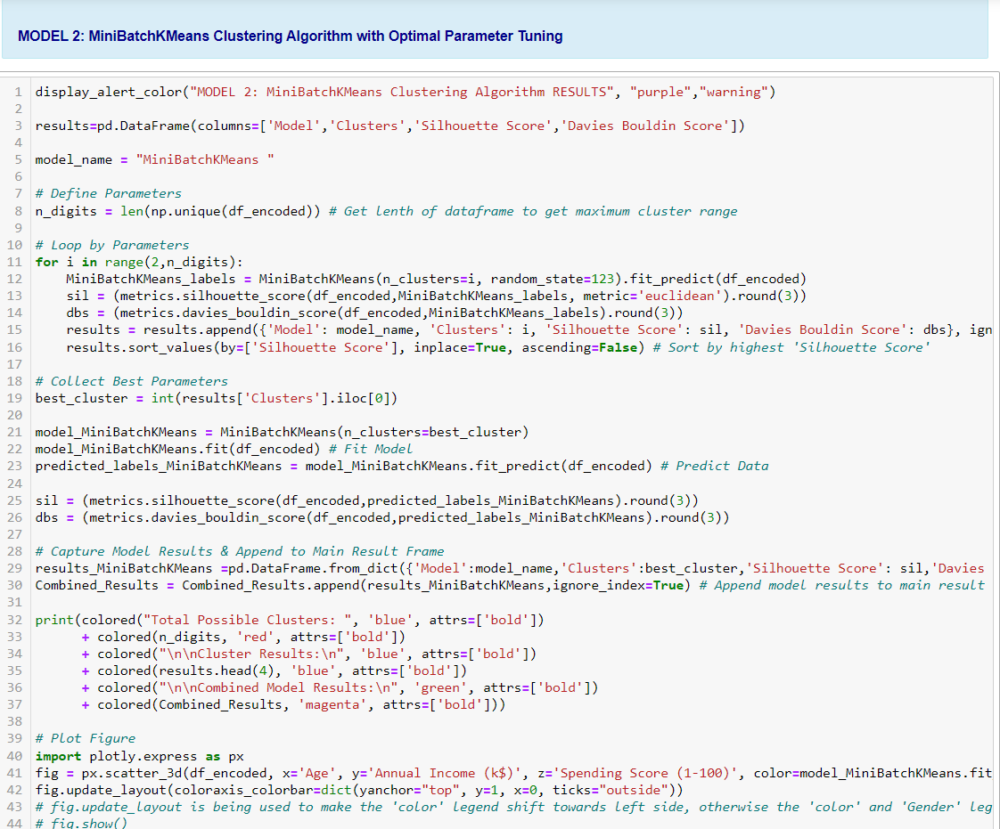 MODEL 2: MiniBatchKMeans Clustering Algorithm with Optimal Parameter Tuning
1 display_alert_color("MODEL 2: MiniBatchKMeans Clustering Algorithm RESULTS", "purple","warning")
2
3 results=pd.DataFrame(columns=['Model','Clusters','Silhouette Score','Davies Bouldin Score'])
4
5 model_name = "MiniBatchKMeans "
6
7 # Define Parameters
8 n_digits = len(np.unique(df_encoded)) # Get lenth of dataframe to get maximum cluster range
9
10 # Loop by Parameters
11 for i in range(2,n_digits):
12     MiniBatchKMeans_labels = MiniBatchKMeans(n_clusters=i, random_state=123).fit_predict(df_encoded)
13     sil = (metrics.silhouette_score(df_encoded,MiniBatchKMeans_labels, metric='euclidean').round(3))
14     dbs = (metrics.davies_bouldin_score(df_encoded,MiniBatchKMeans_labels).round(3))
15     results = results.append({'Model': model_name, 'Clusters': i, 'Silhouette Score': sil, 'Davies Bouldin Score': dbs}, ign
16     results.sort_values(by=['Silhouette Score'], inplace=True, ascending=False) # Sort by highest 'Silhouette Score'
17
18 # Collect Best Parameters
19 best_cluster = int(results['Clusters'].iloc[0])
20
21 model_MiniBatchKMeans = MiniBatchKMeans(n_clusters=best_cluster)
22 model_MiniBatchKMeans.fit(df_encoded) # Fit Model
23 predicted_labels_MiniBatchKMeans = model_MiniBatchKMeans.fit_predict(df_encoded) # Predict Data
24
25 sil = (metrics.silhouette_score(df_encoded,predicted_labels_MiniBatchKMeans).round(3))
26 dbs = (metrics.davies_bouldin_score(df_encoded,predicted_labels_MiniBatchKMeans).round(3))
27
28 # Capture Model Results & Append to Main Result Frame
29 results_MiniBatchKMeans =pd.DataFrame.from_dict({'Model':model_name,'Clusters':best_cluster,'Silhouette Score': sil,'Davies
30 Combined_Results = Combined_Results.append(results_MiniBatchKMeans,ignore_index=True) # Append model results to main result
31
32 print(colored("Total Possible Clusters: ", 'blue', attrs=['bold'])
33       + colored(n_digits, 'red', attrs=['bold'])
34       + colored("\n\nCluster Results:\n", 'blue', attrs=['bold'])
35       + colored(results.head(4), 'blue', attrs=['bold'])
36       + colored("\n\nCombined Model Results:\n", 'green', attrs=['bold'])
37       + colored(Combined_Results, 'magenta', attrs=['bold']))
38
39 # Plot Figure
40 import plotly.express as px
41 fig = px.scatter_3d(df_encoded, x='Age', y='Annual Income (k$)', z='Spending Score (1-100)', color=model_MiniBatchKMeans.fit
42 fig.update_layout(coloraxis_colorbar=dict(yanchor="top", y=1, x=0, ticks="outside"))
43 # fig.update_layout is being used to make the 'color' legend shift towards left side, otherwise the 'color' and 'Gender' leg
44 # fig.show()